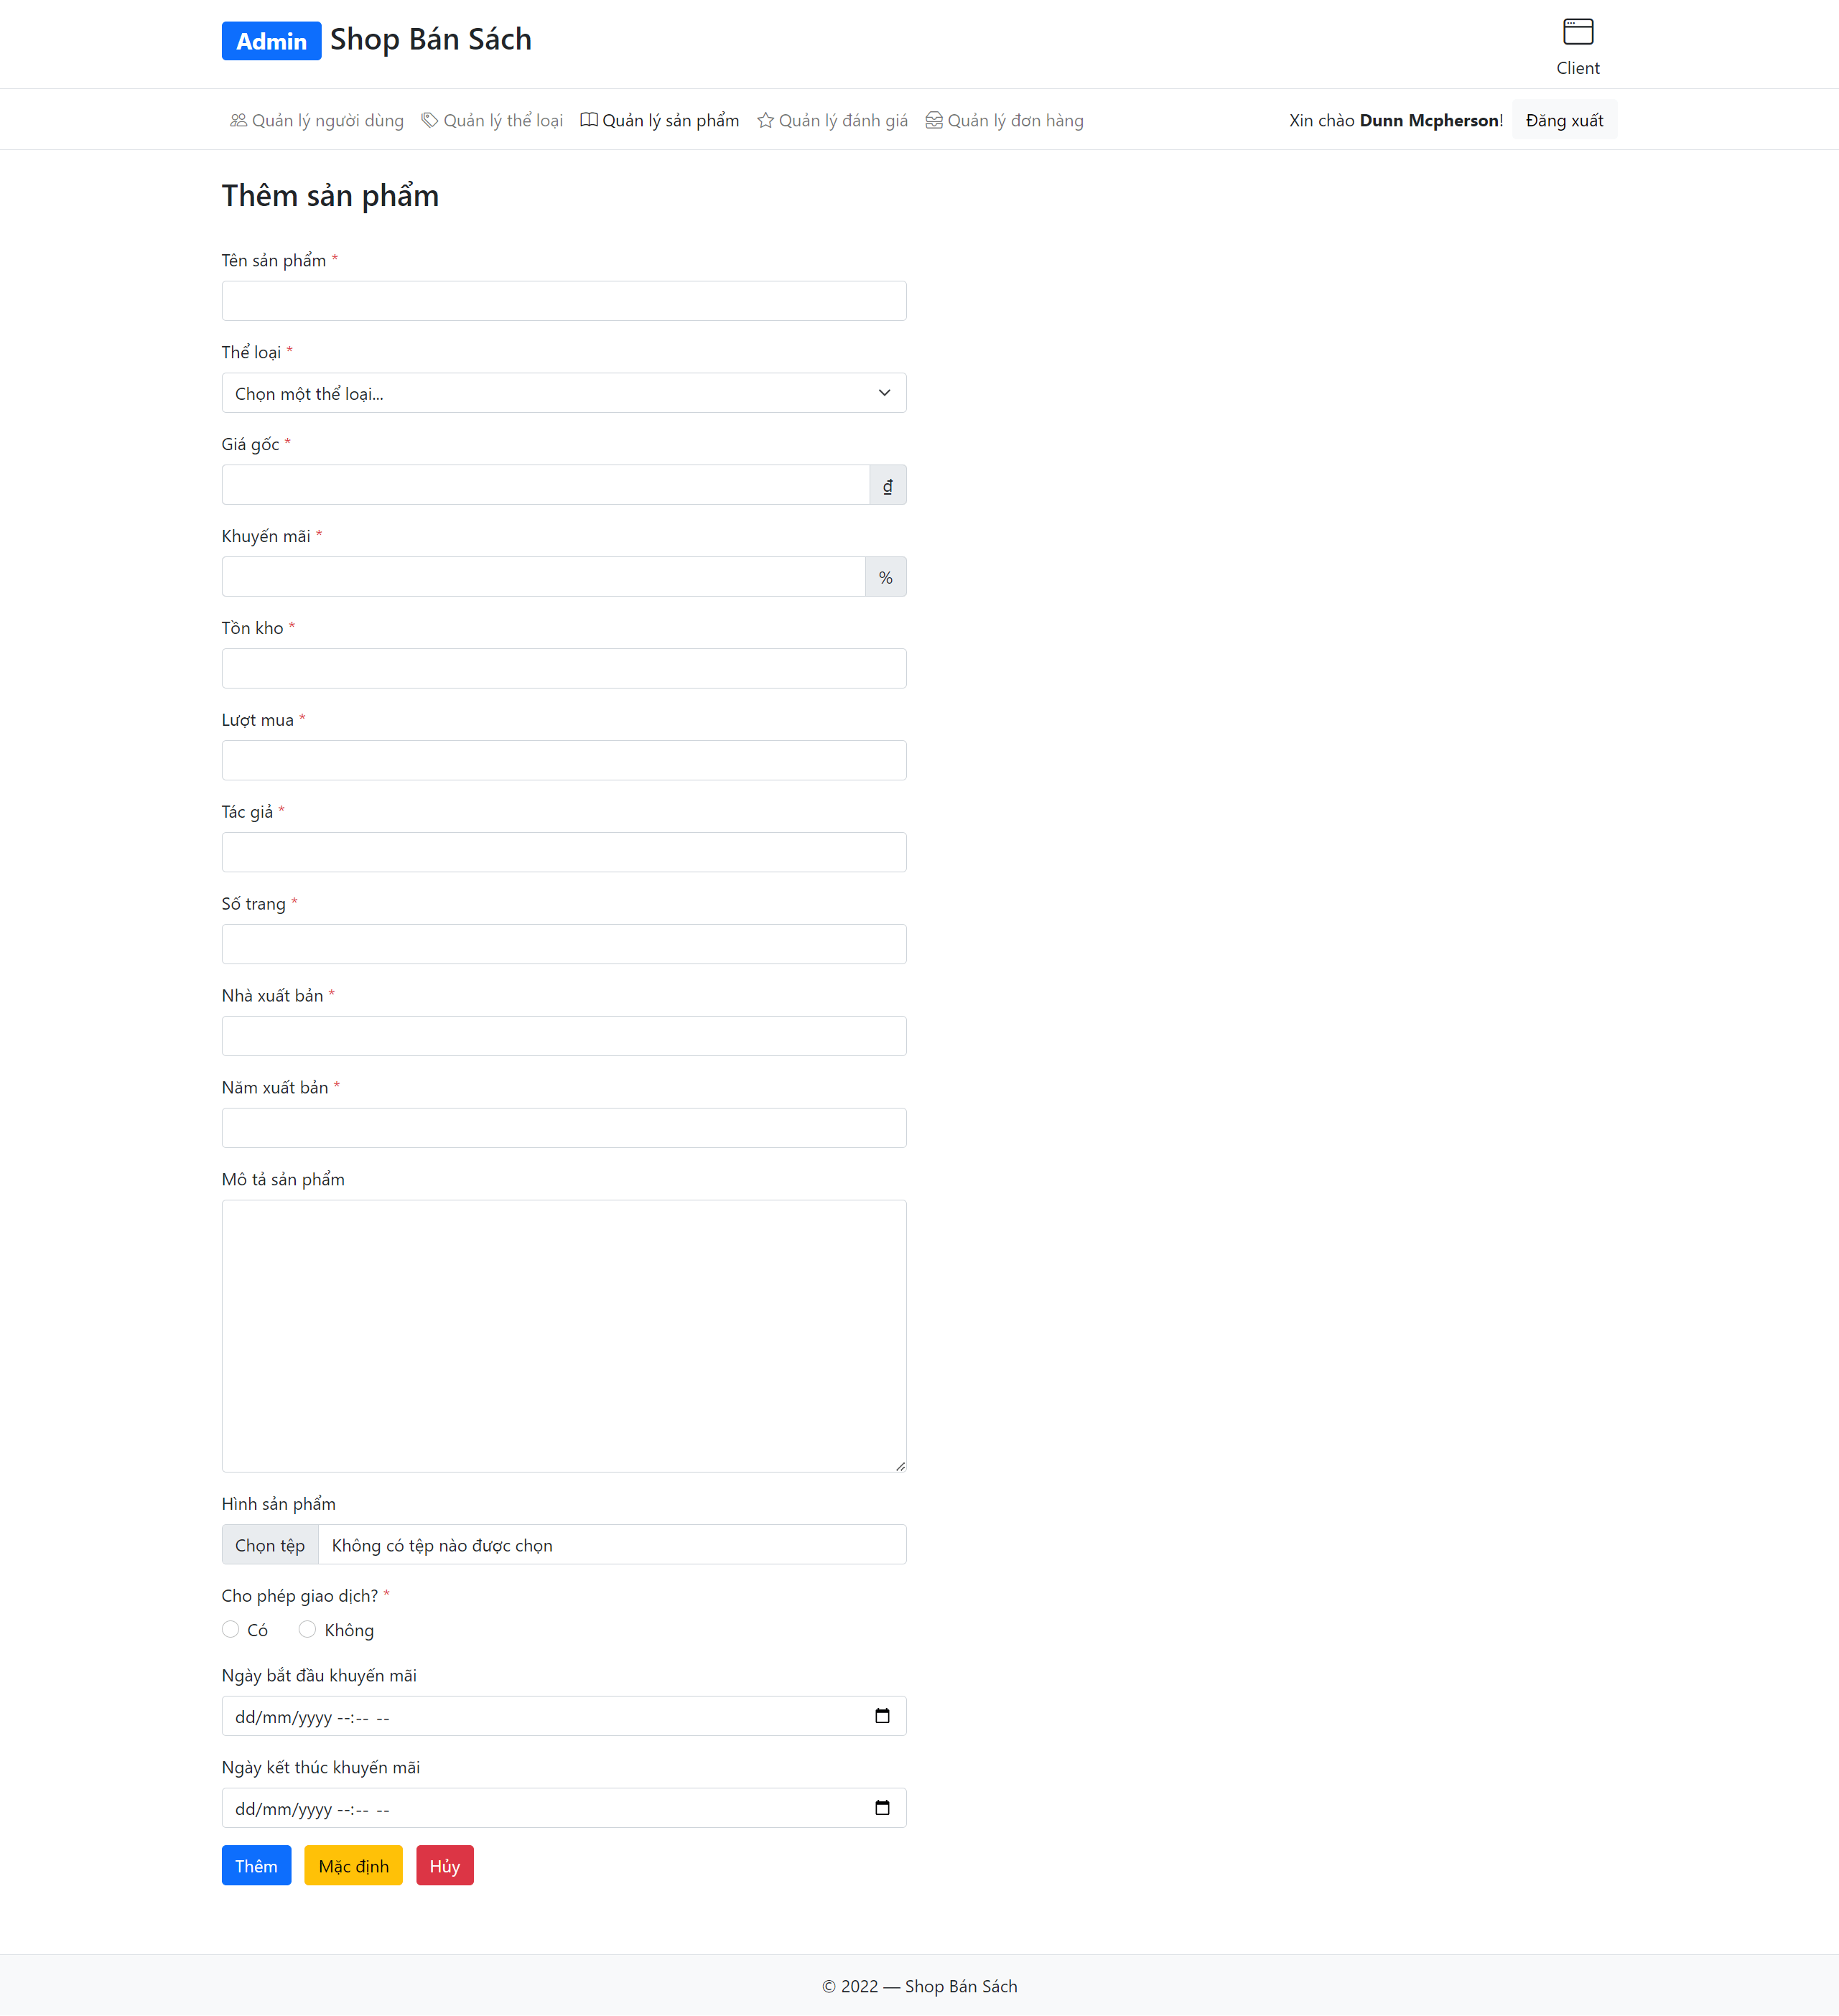 Admin Shop Bán Sách
Client
Quản lý người dùng Quản lý thể loại Quản lý sản phẩm Quản lý đánh giá Quản lý đơn hàng Xin chào Dunn Mcpherson! Đăng xuất
Thêm sản phẩm
Tên sản phẩm *
Thể loại *
Chọn một thể loại...
Giá gốc *
₫
Khuyến mãi *
%
Tồn kho *
Lượt mua *
Tác giả *
Số trang *
Nhà xuất bản *
Năm xuất bản *
Mô tả sản phẩm
Hình sản phẩm
Chọn tệp Không có tệp nào được chọn
Cho phép giao dịch? *
Có Không
Ngày bắt đầu khuyến mãi
dd/mm/yyyy --:-- --
Ngày kết thúc khuyến mãi
dd/mm/yyyy --:-- --
Thêm Mặc định Hủy
© 2022 — Shop Bán Sách